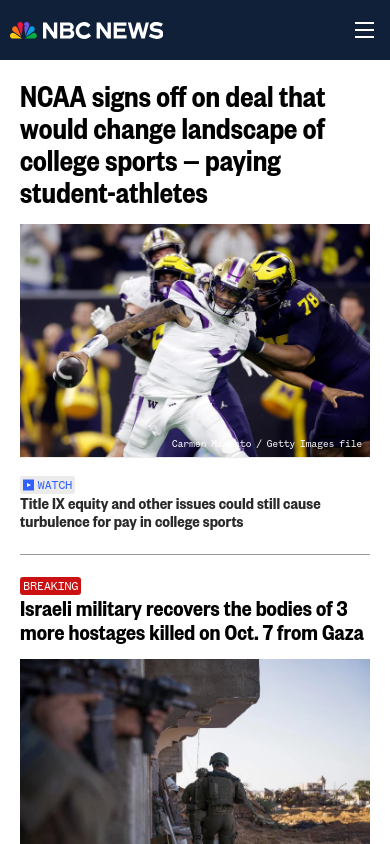 NBC NEWS
NCAA signs off on deal that
would change landscape of
college sports — paying
student-athletes
78
W
Carmen / Getty Images file
WATCH
Title IX equity and other issues could still cause
turbulence for pay in college sports
BREAKING
Israeli military recovers the bodies of 3
more hostages killed on Oct. 7 from Gaza